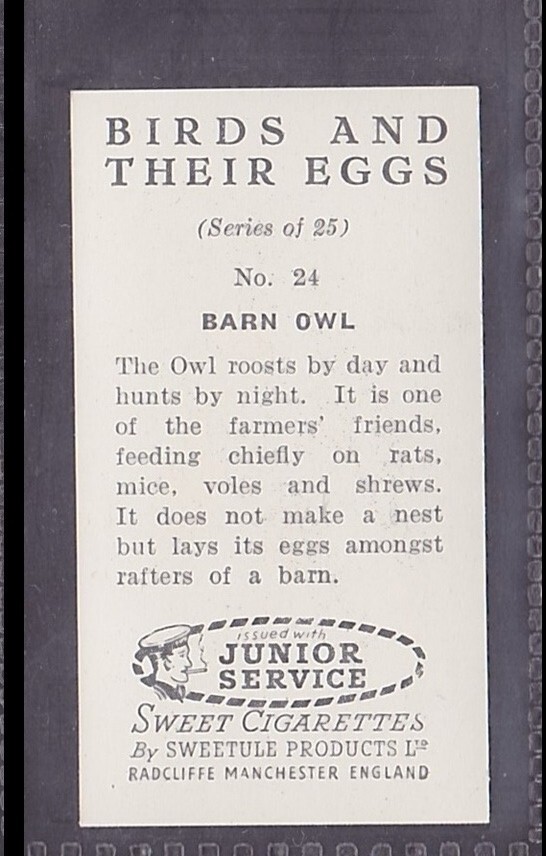 BIRDS AND
THEIR EGGS
(Series of 25)
No. 24
BARN OWL
The Owl roosts by day and
hunts by night. It is one
of the farmers' friends,
feeding chiefly on rats,
mice, voles and shrews.
It does not make a nest
but lays its eggs amongst
rafters of a barn.
issued with
JUNIOR
SERVICE
SWEET CIGARETTES
By SWEETULE PRODUCTS LTD
RADCLIFFE MANCHESTER ENGLAND